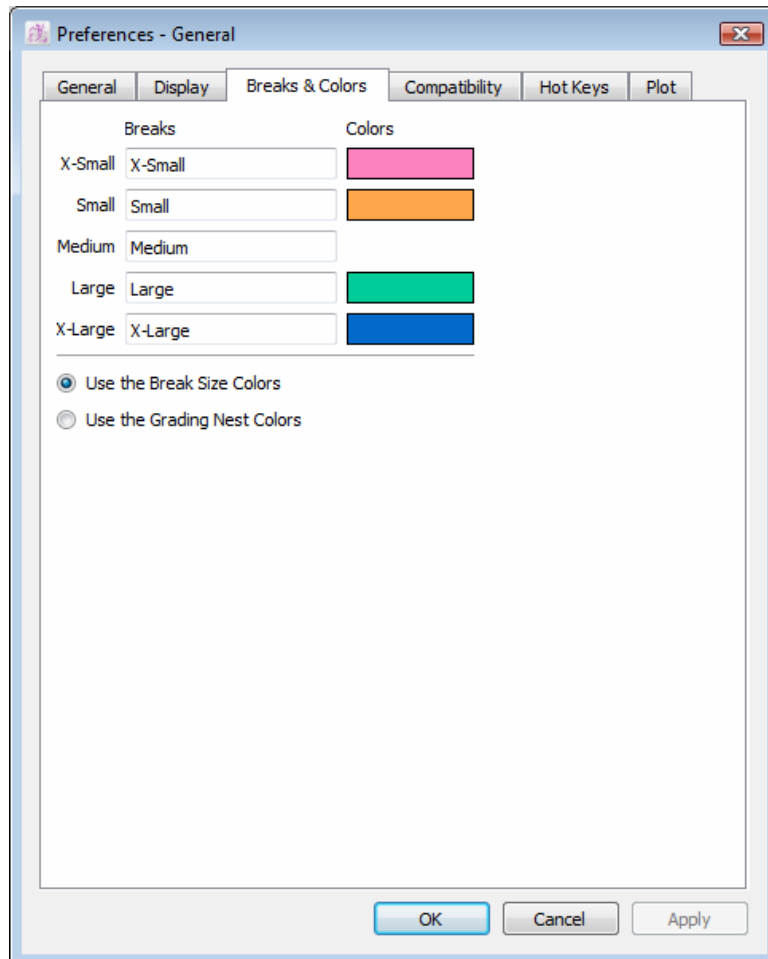 Preferences - General
General Display Breaks & Colors Compatibility Hot Keys Plot
Breaks Colors
X-Small X-Small
Small Small
Medium Medium
Large Large
X-Large X-Large
Use the Break Size Colors
Use the Grading Nest Colors
OK Cancel Apply